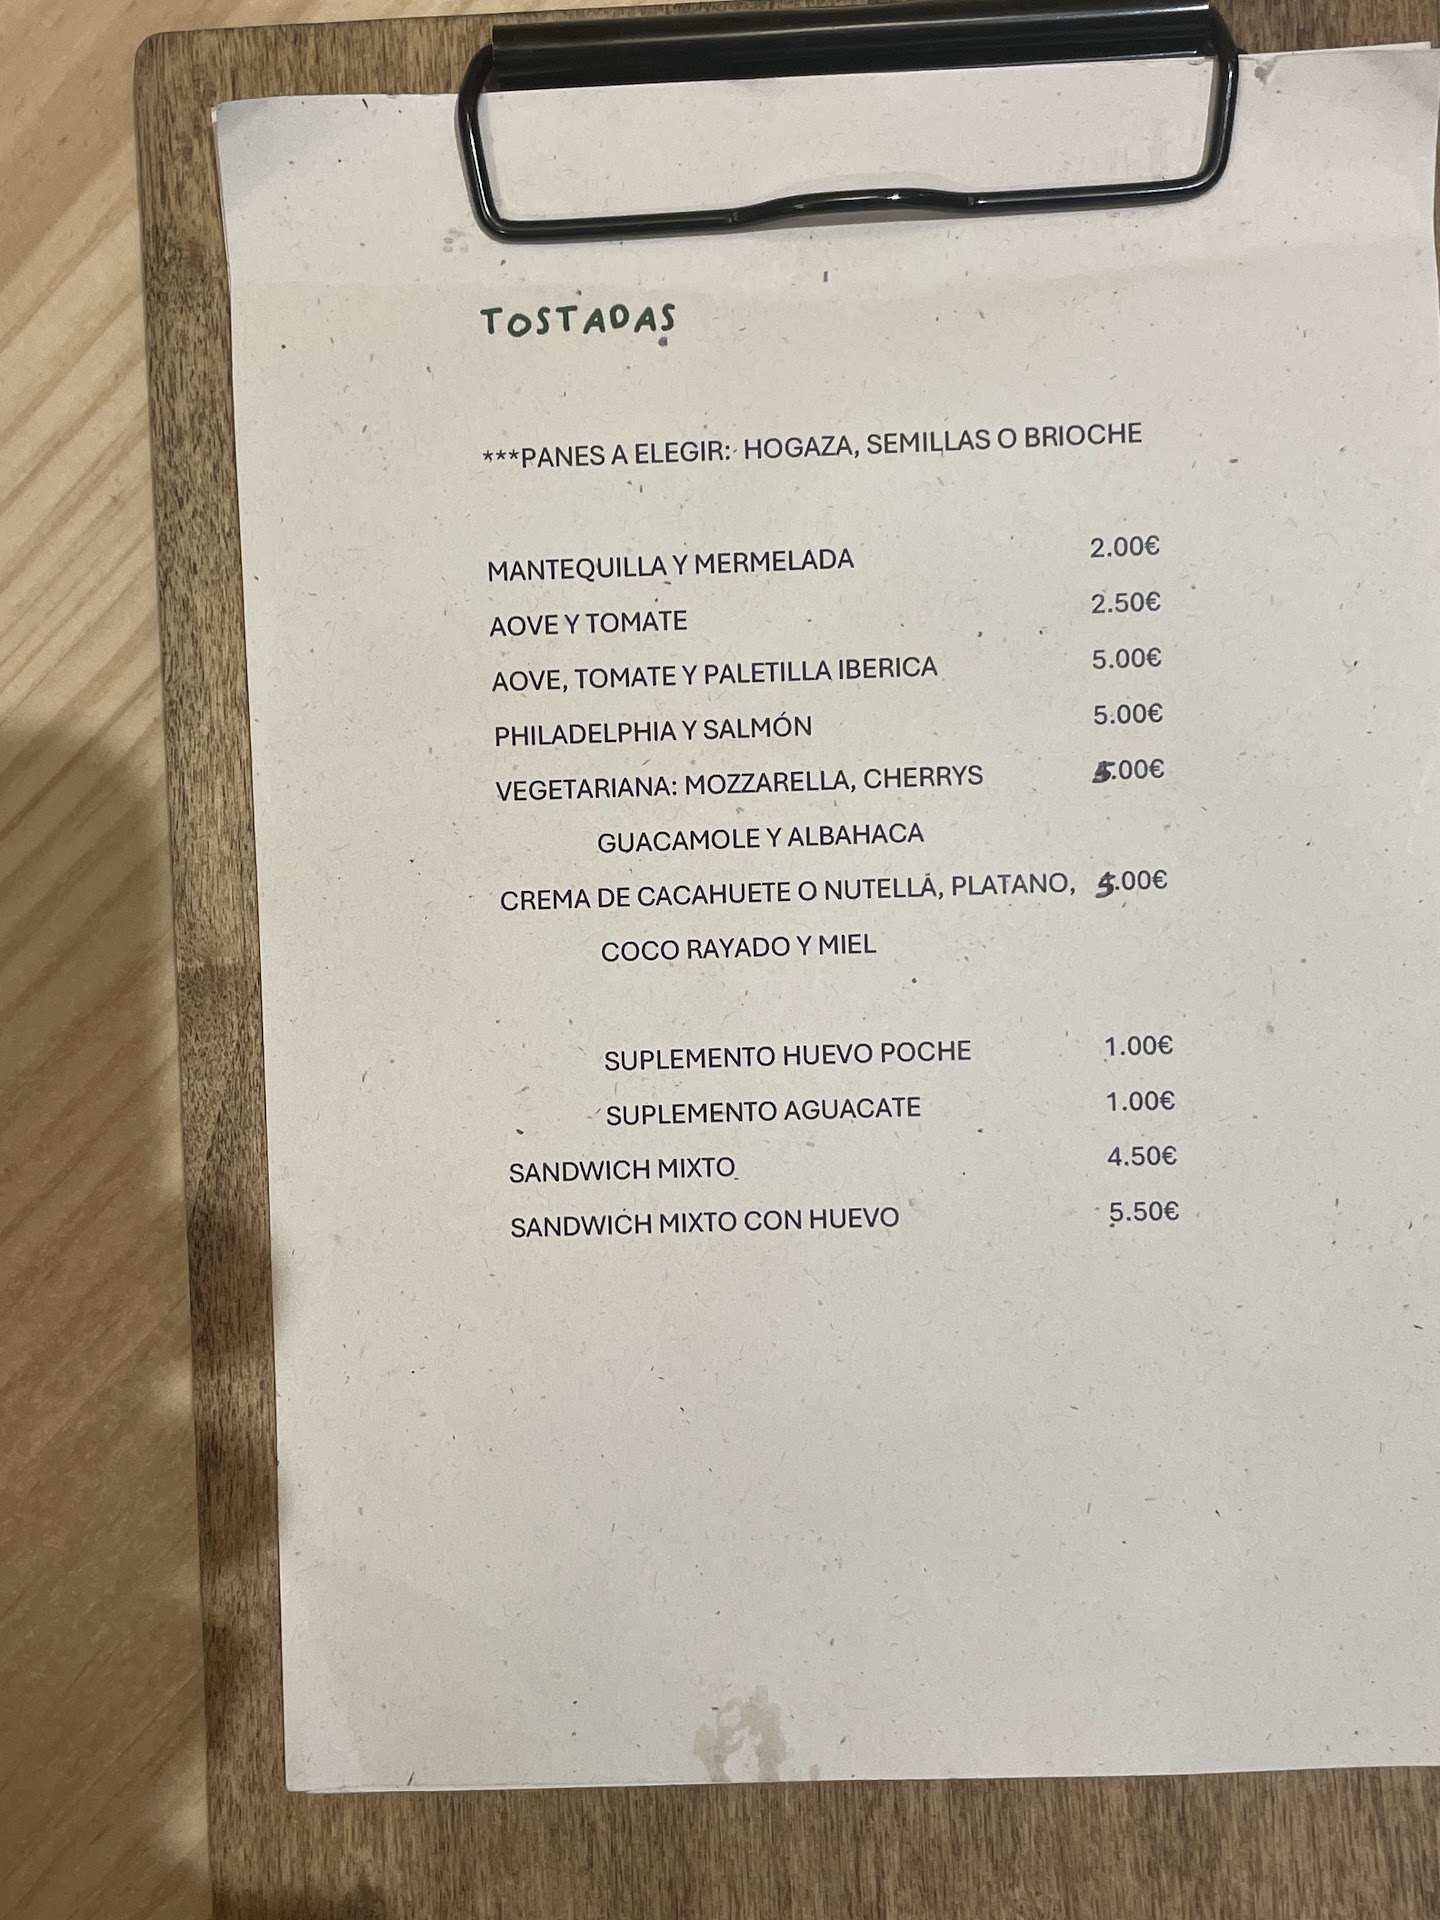 TOSTADAS
***PANES A ELEGIR: HOGAZA, SEMILLAS O BRIOCHE
MANTEQUILLA Y MERMELADA 2.00€
AOVE Y TOMATE 2.50€
AOVE, TOMATE Y PALETILLA IBERICA 5.00€
PHILADELPHIA Y SALMÓN 5.00€
VEGETARIANA: MOZZARELLA, CHERRYS 5.00€
GUACAMOLE Y ALBAHACA
CREMA DE CACAHUETE O NUTELLA, PLATANO, 5.00€
COCO RAYADO Y MIEL
SUPLEMENTO HUEVO POCHE 1.00€
SUPLEMENTO AGUACATE 1.00€
SANDWICH MIXTO 4.50€
SANDWICH MIXTO CON HUEVO 5.50€